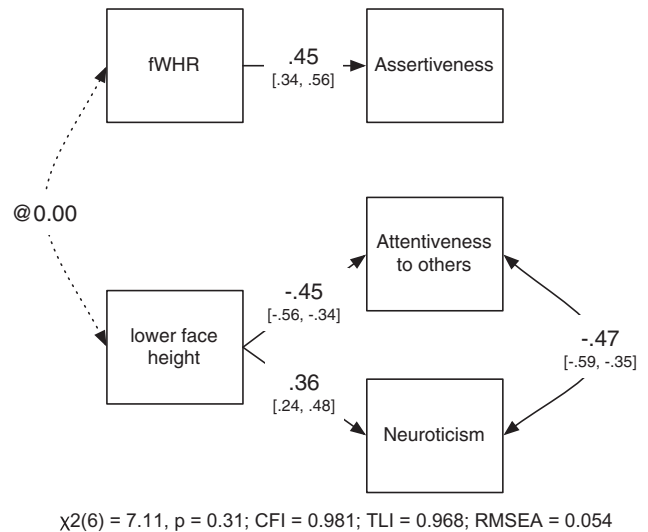 fWHR
.45
[.34, .56]
Assertiveness
@0.00
Attentiveness
to others
-.45
[-.56, -.34]
lower face
height
-.47
[-.59, -.35]
.36
[.24, .48]
Neuroticism
χ2(6) = 7.11, p = 0.31; CFI = 0.981; TLI = 0.968; RMSEA = 0.054